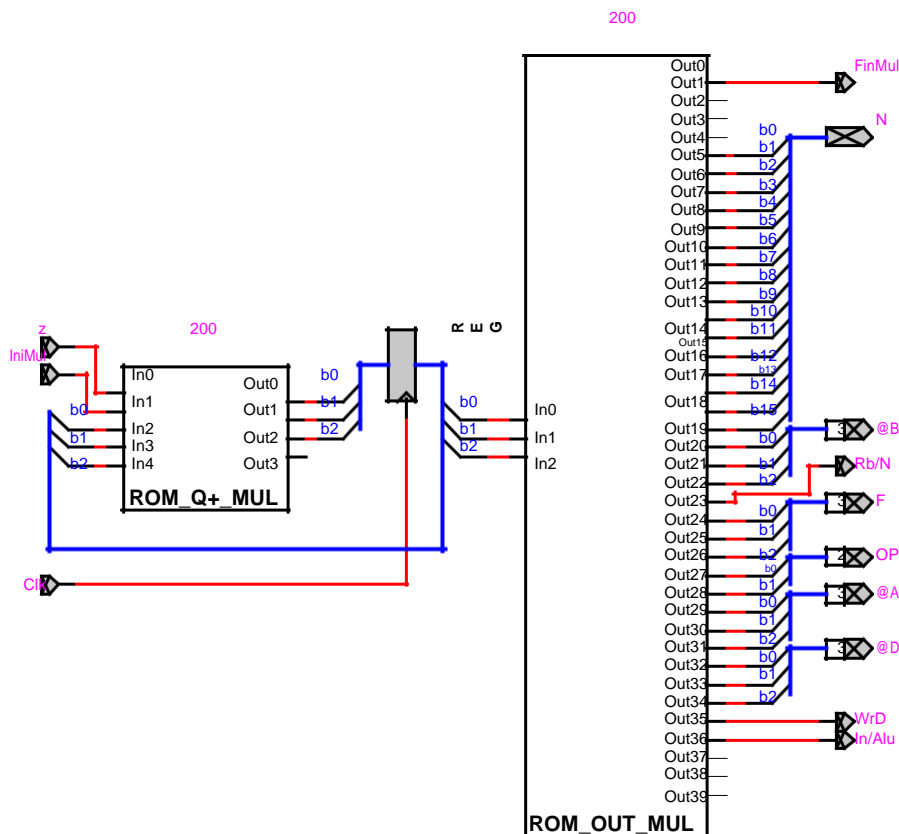 200
Out0
Out1
FinMul
Out2
Out3
Out4
N
b0
Out5
b1
Out6
b2
Out7
b3
Out8
b4
Out9
b5
Out10
b6
Out11
b7
Out12
b8
Out13
b9
Out14
b10
Out15
b11
Out16
b12
Out17
b13
b14
Out18
b15
Out19
Out20
b0
@B
3
Out21
b1
Rb/N
Out22
b2
Out23
F
3
Out24
b0
Out25
b1
Out26
b2
OP
2
Out27
b0
Out28
b1
@A
3
Out29
b0
Out30
b1
Out31
b2
@D
3
Out32
b0
Out33
b1
Out34
b2
Out35
WrD
Out36
In/Alu
Out37
Out38
Out39
In0
b0
In1
b1
In2
b2
ROM_OUT_MUL
REG
z
IniMul
200
In0
In1
In2
b0
In3
b1
In4
b2
Out0
b0
Out1
b1
Out2
b2
Out3
ROM_Q+_MUL
Clk